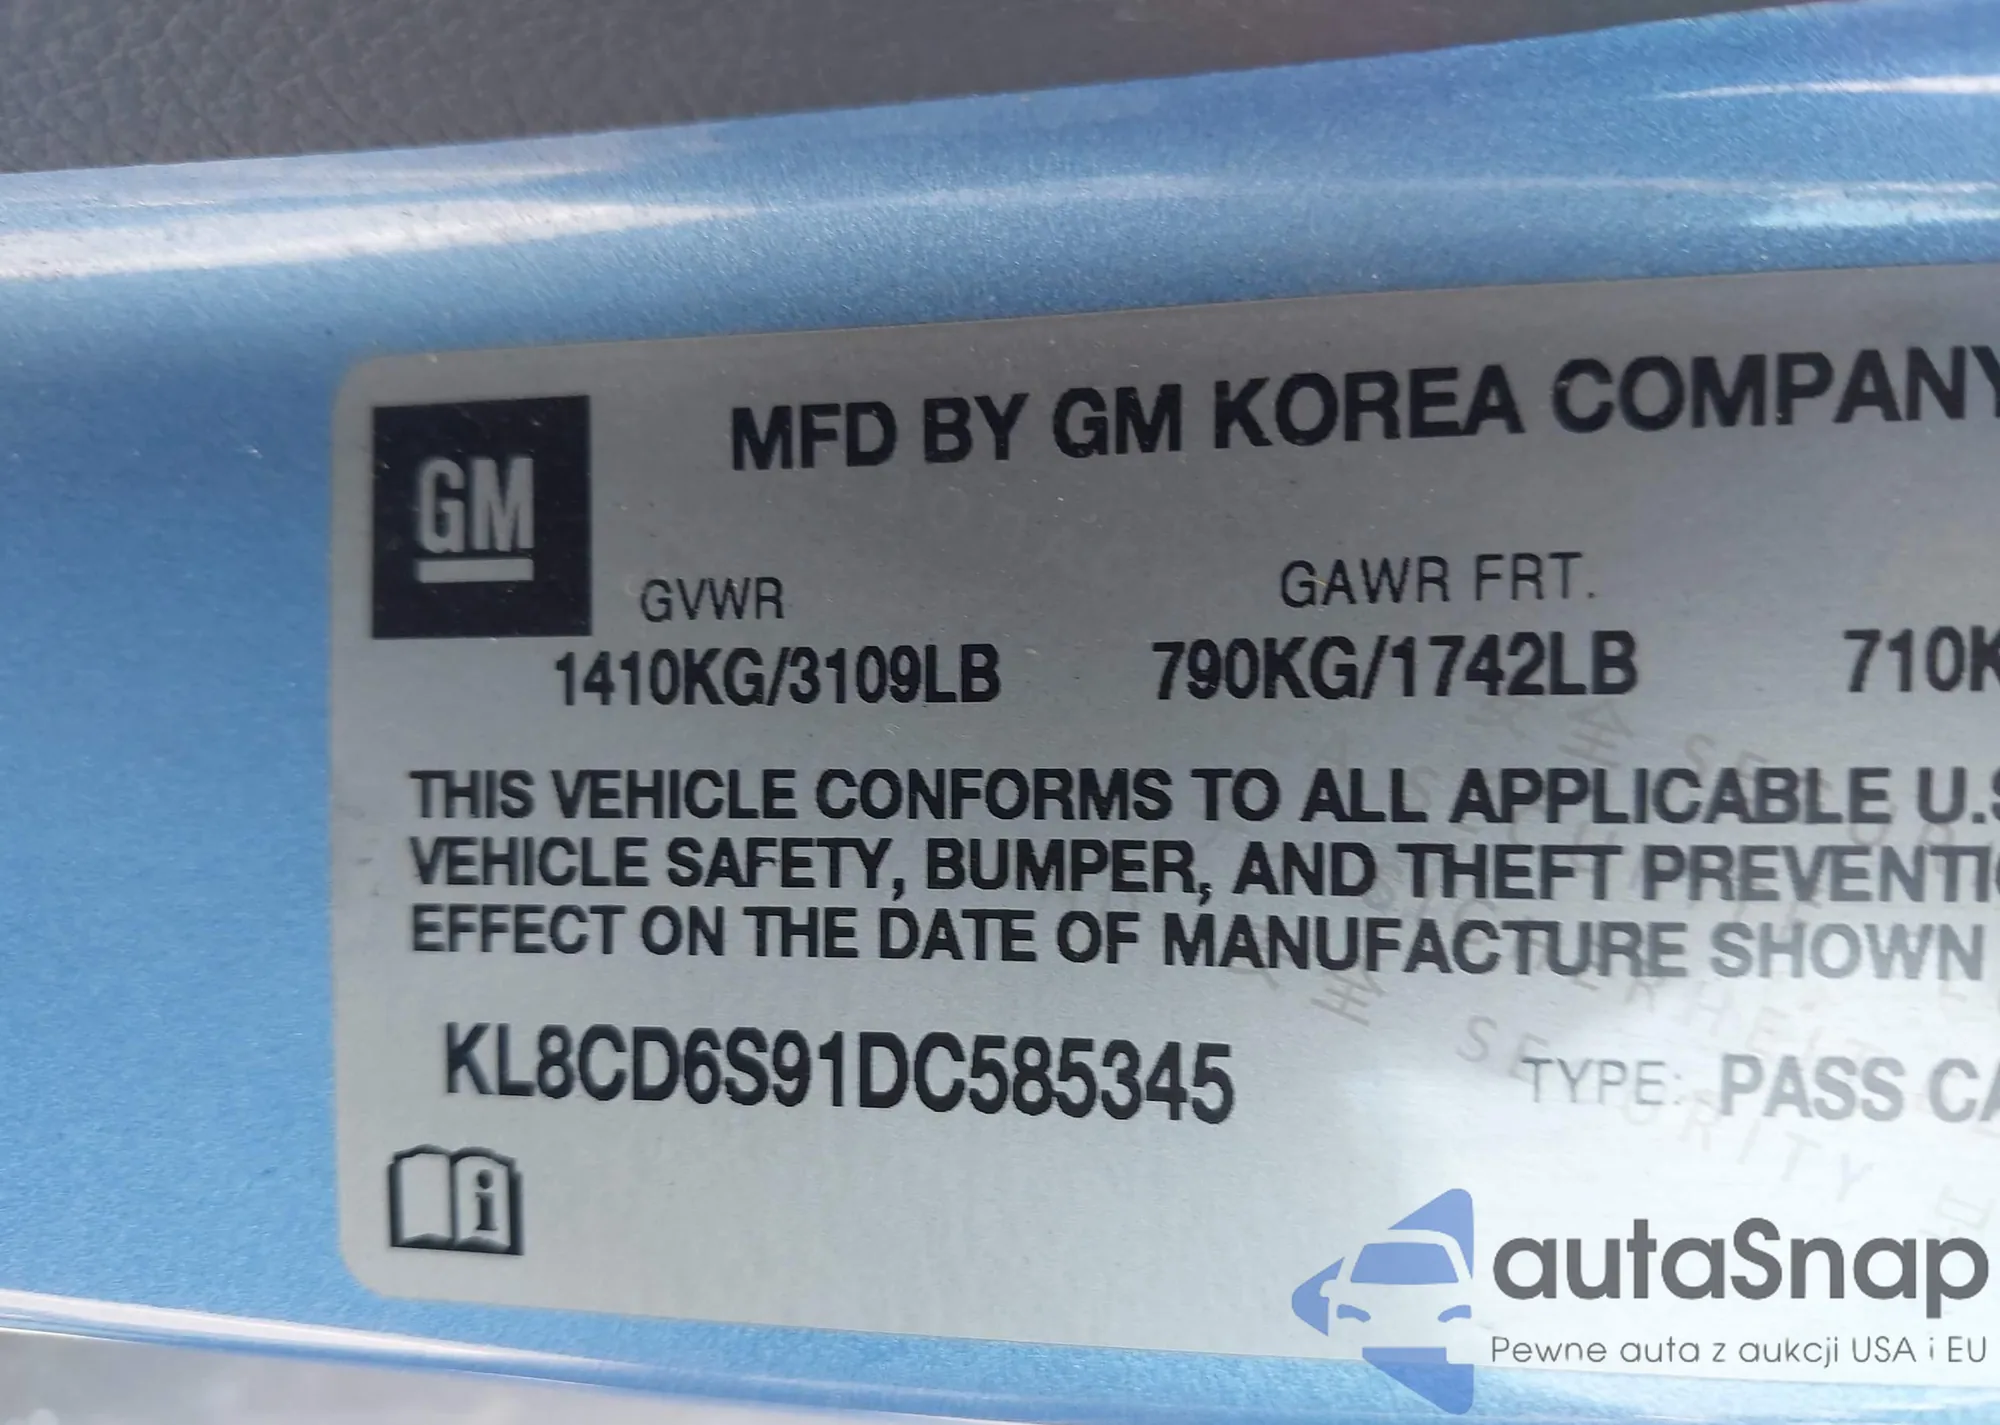 MFD BY GM KOREA COMPANY
GM
GVWR GAWR FRT.
1410KG/3109LB 790KG/1742LB 710K
THIS VEHICLE CONFORMS TO ALL APPLICABLE U.S
VEHICLE SAFETY, BUMPER, AND THEFT PREVENTI
EFFECT ON THE DATE OF MANUFACTURE SHOWN
KL8CD6S91DC585345 TYPE: PASS CA
i
autaSnap
Pewne auta z aukcji USA i EU